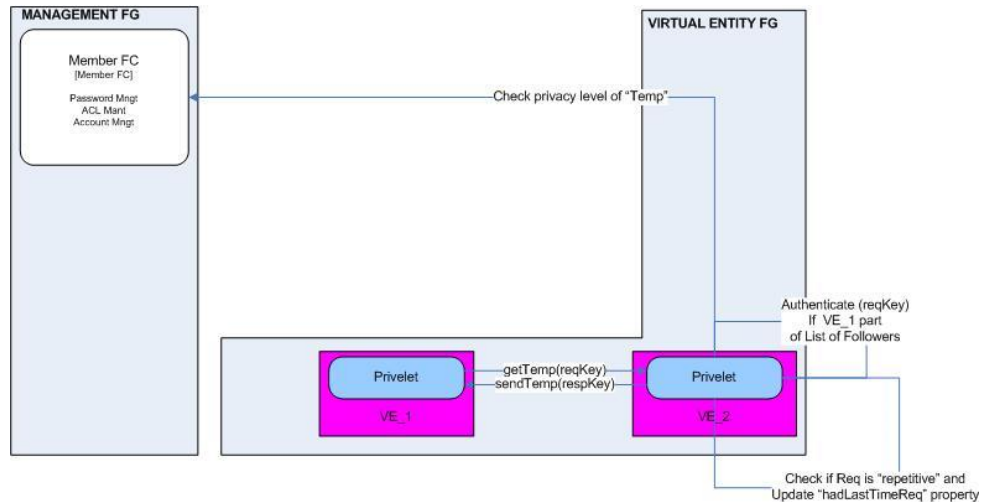 MANAGEMENT FG
Member FC
[Member FC]
Password Mngt
ACL Mant
Account Mngt
VIRTUAL ENTITY FG
Check privacy level of “Temp”
Authenticate (reqKey)
If VE_1 part
of List of Followers
Privelet
getTemp(reqKey)
sendTemp(respKey)
Privelet
VE_1
VE_2
Check if Req is “repetitive” and
Update “hadLastTimeReq” property